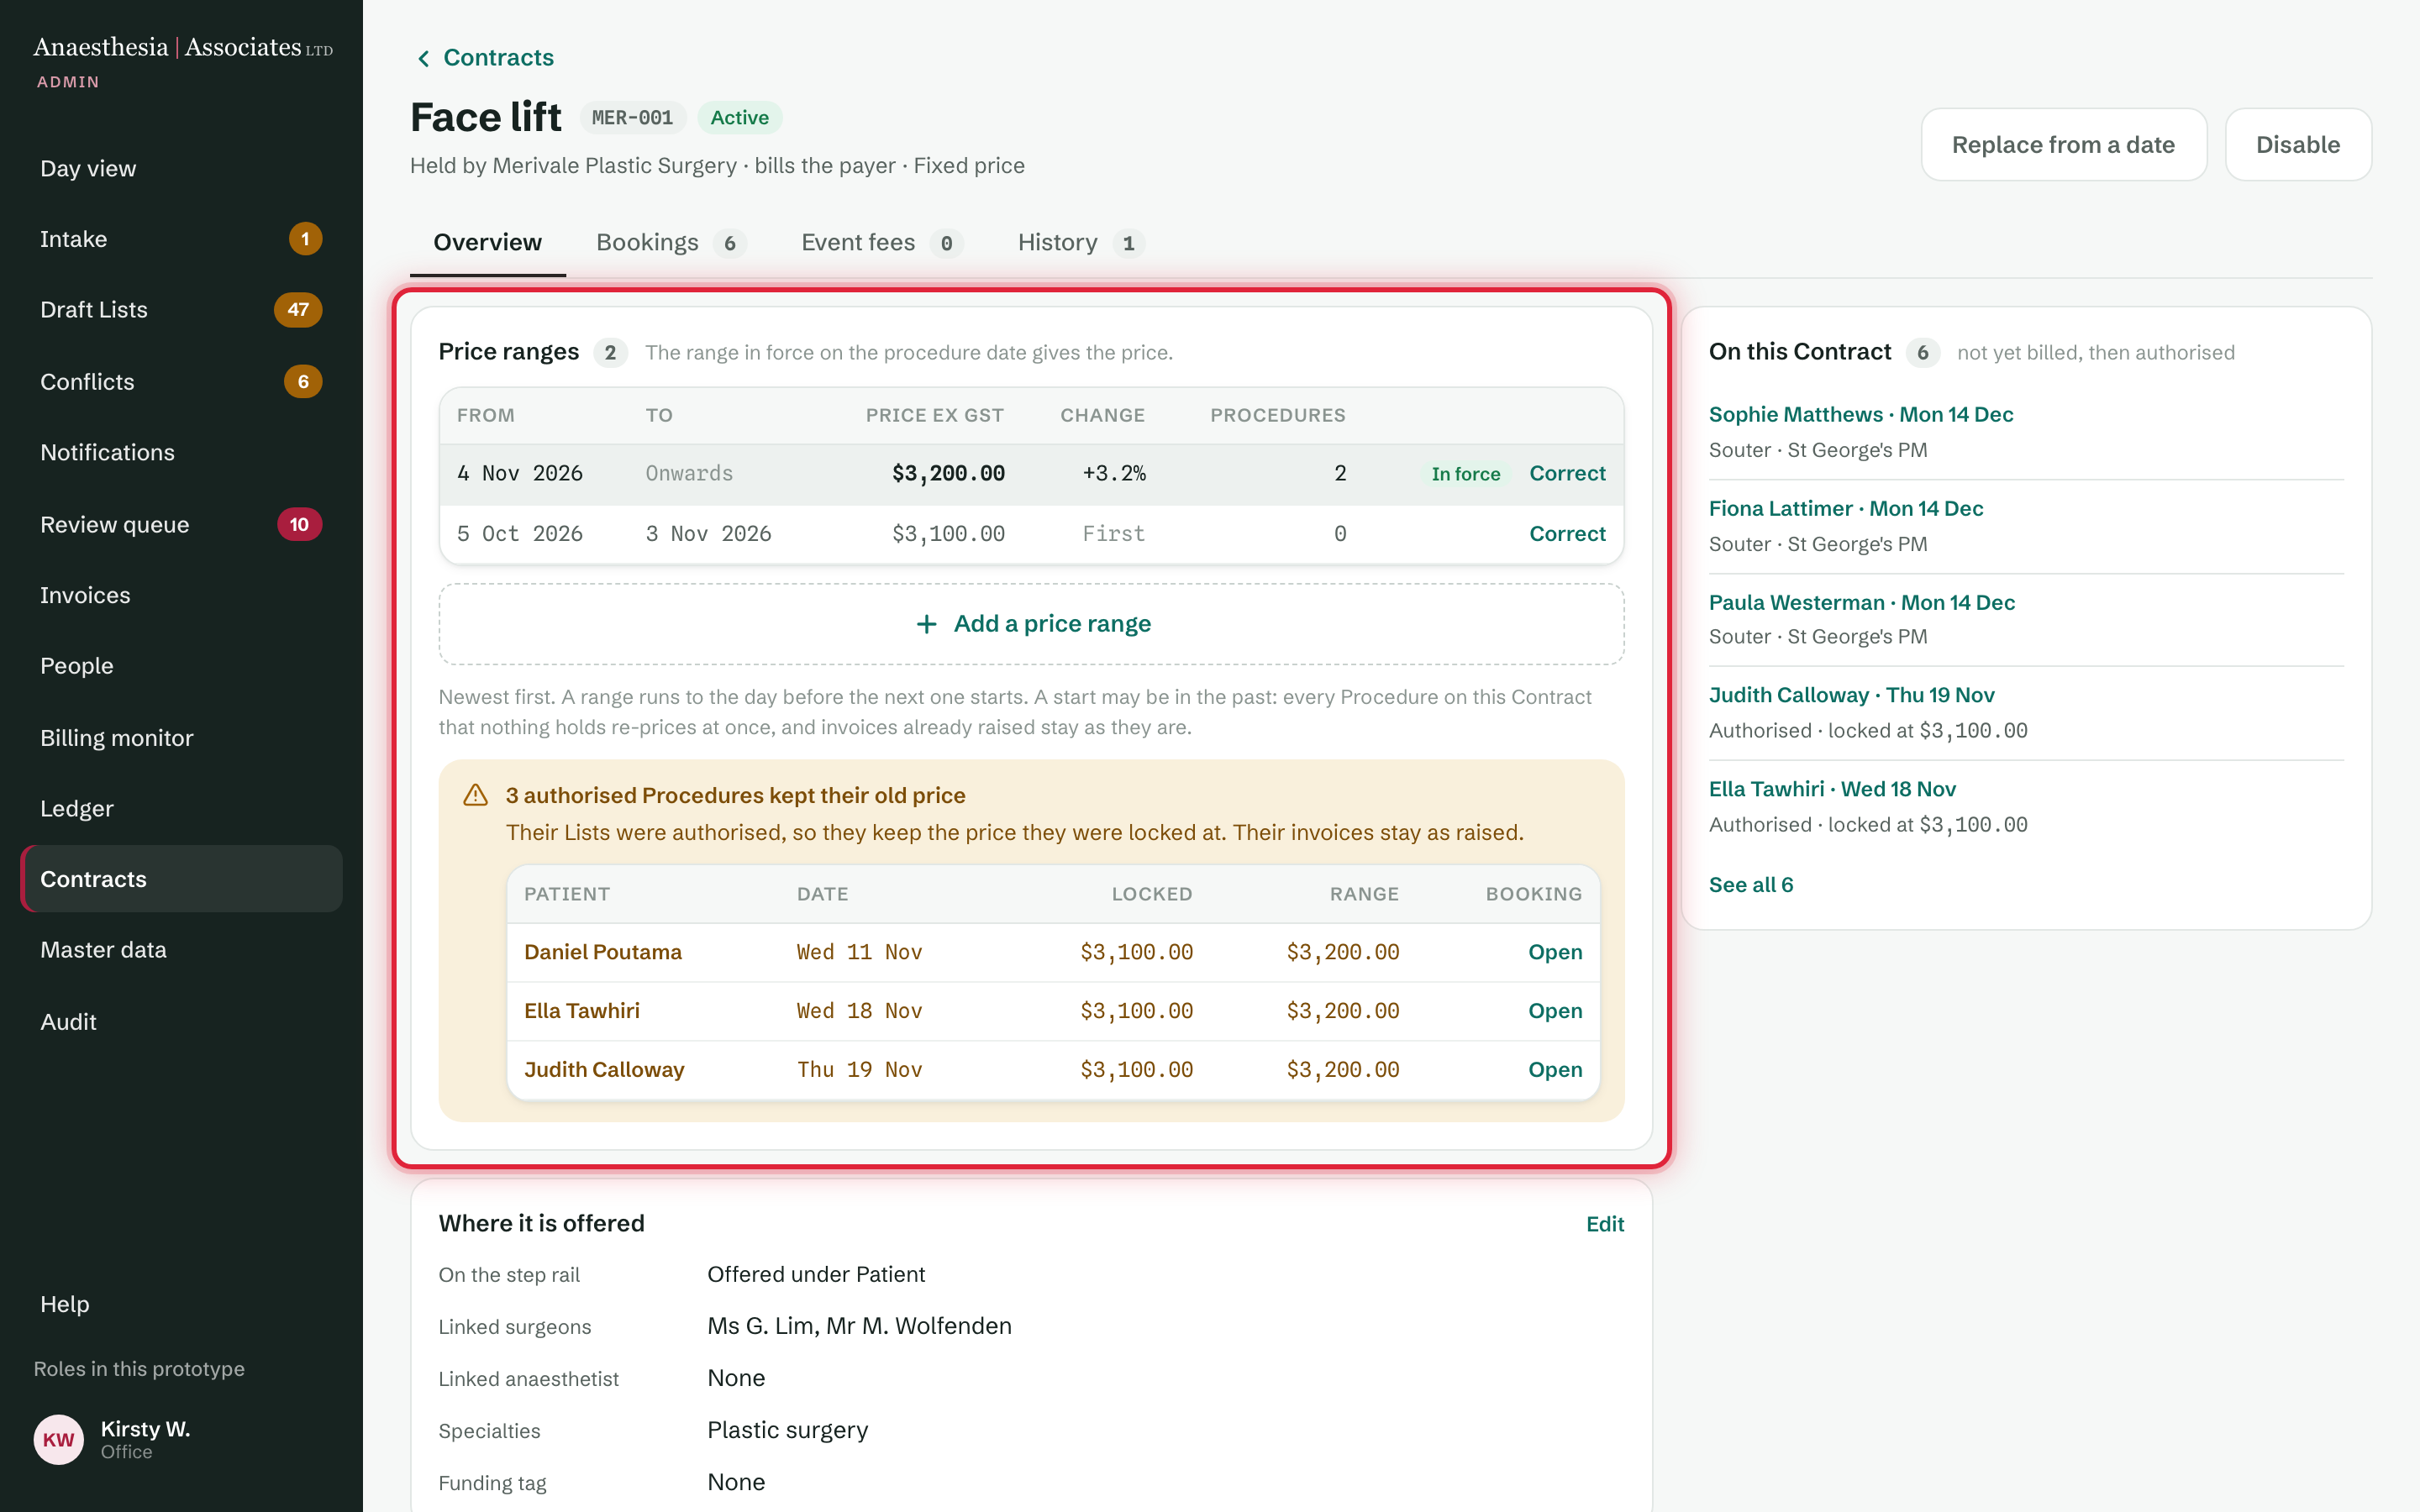 Anaesthesia | Associates LTD
ADMIN
Day view
Intake 1
Draft Lists 47
Conflicts 6
Notifications
Review queue 10
Invoices
People
Billing monitor
Ledger
Contracts
Master data
Audit
Help
Roles in this prototype
KW
Kirsty W.
Office
Contracts
Face lift MER-001 Active
Held by Merivale Plastic Surgery · bills the payer · Fixed price
Replace from a date
Disable
Overview
Bookings 6
Event fees 0
History 1
Price ranges 2 The range in force on the procedure date gives the price.
FROM TO PRICE EX GST CHANGE PROCEDURES
4 Nov 2026 Onwards $3,200.00 +3.2% 2 In force Correct
5 Oct 2026 3 Nov 2026 $3,100.00 First 0 Correct
+ Add a price range
Newest first. A range runs to the day before the next one starts. A start may be in the past: every Procedure on this Contract
that nothing holds re-prices at once, and invoices already raised stay as they are.
3 authorised Procedures kept their old price
Their Lists were authorised, so they keep the price they were locked at. Their invoices stay as raised.
PATIENT DATE LOCKED RANGE BOOKING
Daniel Poutama Wed 11 Nov $3,100.00 $3,200.00 Open
Ella Tawhiri Wed 18 Nov $3,100.00 $3,200.00 Open
Judith Calloway Thu 19 Nov $3,100.00 $3,200.00 Open
Where it is offered Edit
On the step rail Offered under Patient
Linked surgeons Ms G. Lim, Mr M. Wolfenden
Linked anaesthetist None
Specialties Plastic surgery
Funding tag None
On this Contract 6 not yet billed, then authorised
Sophie Matthews · Mon 14 Dec
Souter · St George's PM
Fiona Lattimer · Mon 14 Dec
Souter · St George's PM
Paula Westerman · Mon 14 Dec
Souter · St George's PM
Judith Calloway · Thu 19 Nov
Authorised · locked at $3,100.00
Ella Tawhiri · Wed 18 Nov
Authorised · locked at $3,100.00
See all 6